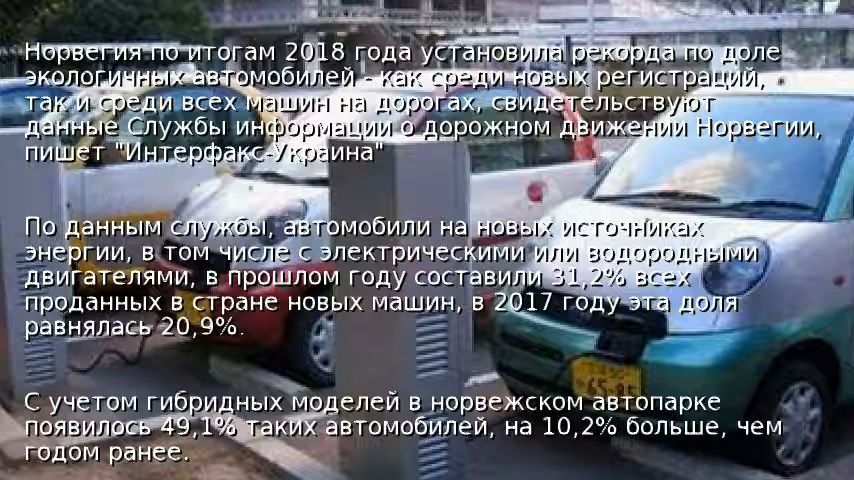 Норвегия по итогам 2018 года установила рекорда по доле
экологичных автомобилей - как среди новых регистраций,
так и среди всех машин на дорогах, свидетельствуют
данные Службы информации о дорожном движении Норвегии,
пишет "Интерфакс-Украина"
По данным службы, автомобили на новых источниках
энергии, в том числе с электрическими или водородными
двигателями, в прошлом году составили 31,2% всех
проданных в стране новых машин, в 2017 году эта доля
равнялась 20,9%.
С учетом гибридных моделей в норвежском автопарке
появилось 49,1% таких автомобилей, на 10,2% больше, чем
годом ранее.